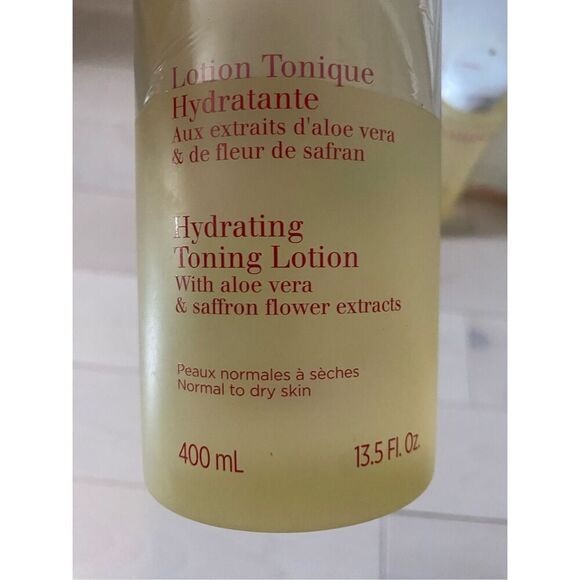 Lotion Tonique
Hydratante
Aux extraits d'aloe vera
& de fleur de safran
Hydrating
Toning Lotion
With aloe vera
& saffron flower extracts
Peaux normales à sèches
Normal to dry skin
400 mL 13.5 Fl. Oz.